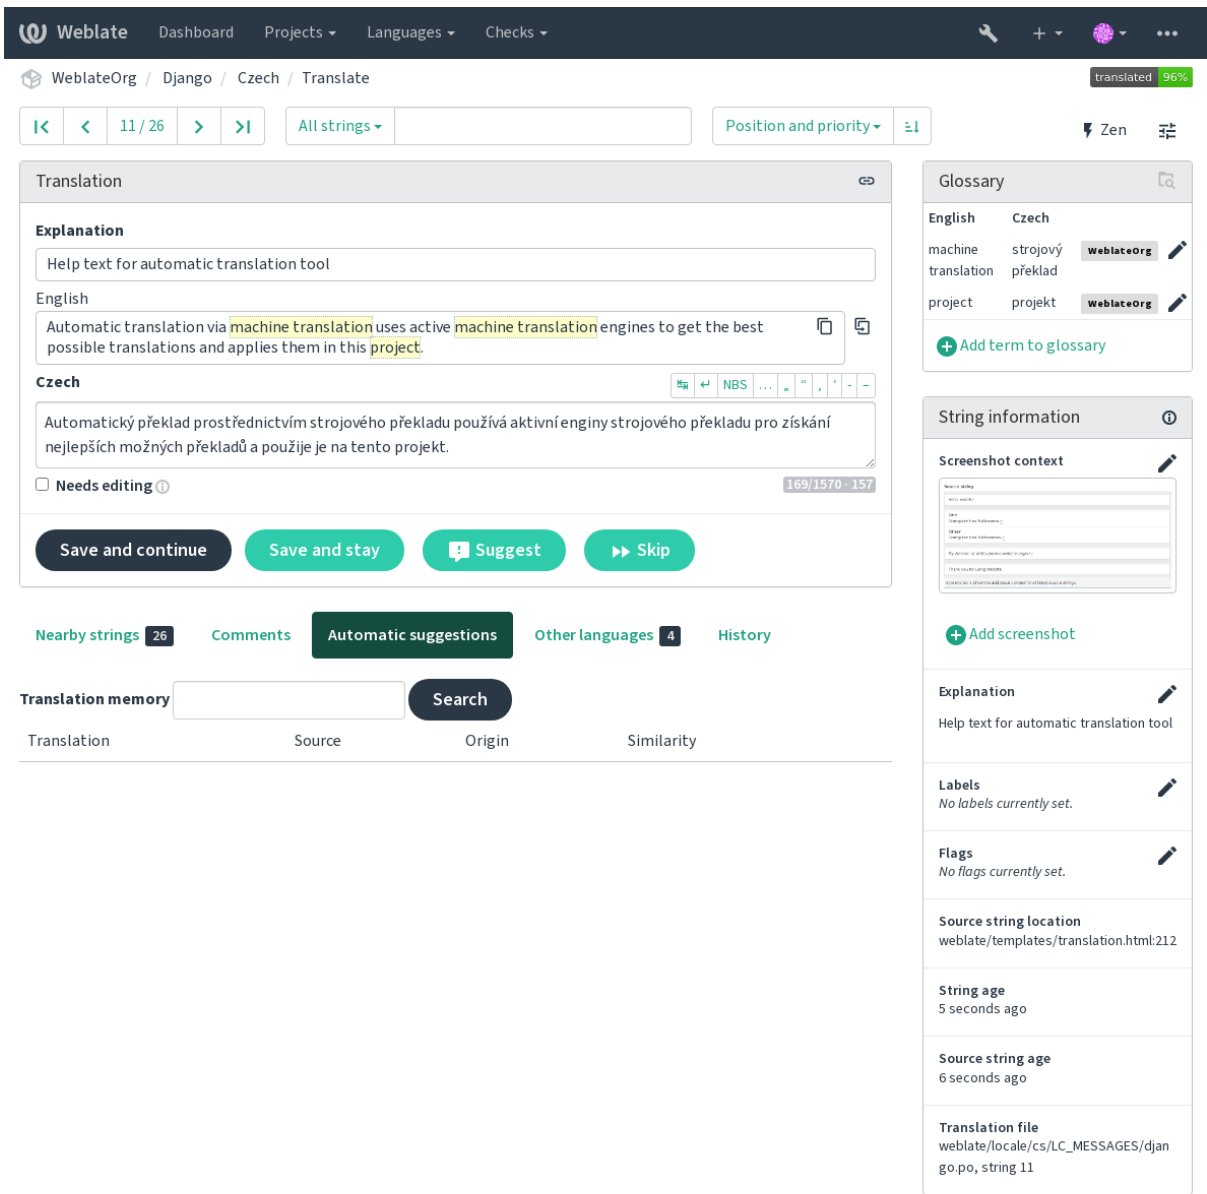 Weblate Dashboard Projects Languages Checks
WeblateOrg / Django / Czech / Translate translated 96%
11 / 26 All strings Position and priority Zen
Translation
Explanation
Help text for automatic translation tool
English
Automatic translation via machine translation uses active machine translation engines to get the best
possible translations and applies them in this project.
Czech NBS … „ “ ‚ ‘ - –
Automatický překlad prostřednictvím strojového překladu používá aktivní enginy strojového překladu pro získání
nejlepších možných překladů a použije je na tento projekt.
Needs editing 169/1570 · 157
Save and continue Save and stay Suggest Skip
Nearby strings 26 Comments Automatic suggestions Other languages 4 History
Translation memory Search
Translation Source Origin Similarity
Glossary
English Czech
machine strojový WeblateOrg
translation překlad
project projekt WeblateOrg
Add term to glossary
String information
Screenshot context
Add screenshot
Explanation
Help text for automatic translation tool
Labels
No labels currently set.
Flags
No flags currently set.
Source string location
weblate/templates/translation.html:212
String age
5 seconds ago
Source string age
6 seconds ago
Translation file
weblate/locale/cs/LC_MESSAGES/djan
go.po, string 11